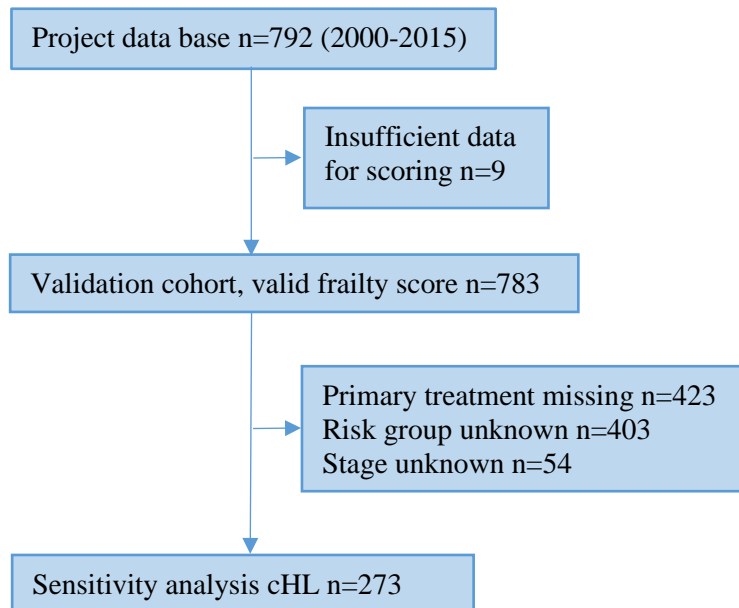 Project data base n=792 (2000-2015)
Insufficient data
for scoring n=9
Validation cohort, valid frailty score n=783
Primary treatment missing n=423
Risk group unknown n=403
Stage unknown n=54
Sensitivity analysis cHL n=273